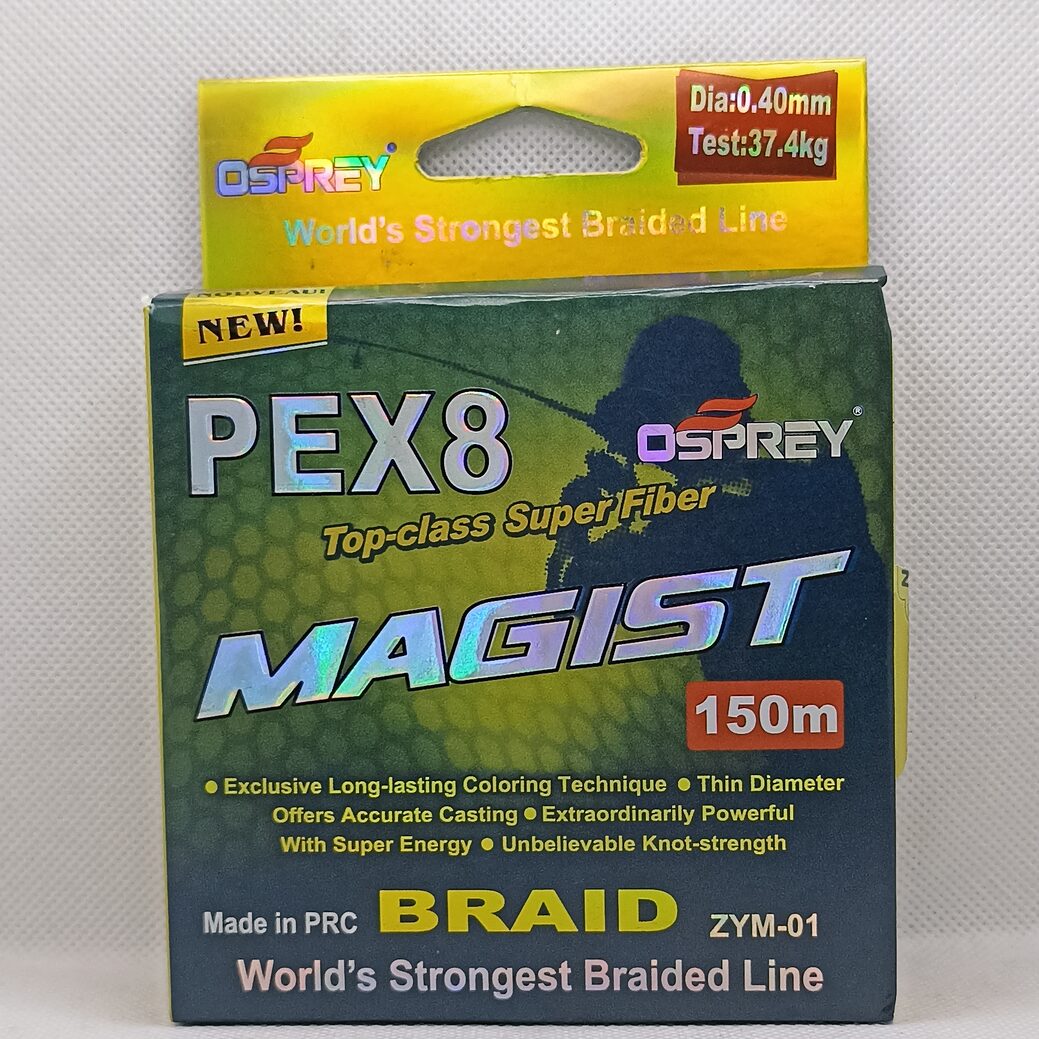 Dia:0.40mm
Test:37.4kg
OSPREY
World's Strongest Braided Line
NOUVEAU!
NEW!
PEX8
OSPREY®
Top-class Super Fiber
MAGIST
150m
● Exclusive Long-lasting Coloring Technique ● Thin Diameter
Offers Accurate Casting ● Extraordinarily Powerful
With Super Energy ● Unbelievable Knot-strength
Made in PRC BRAID ZYM-01
World's Strongest Braided Line